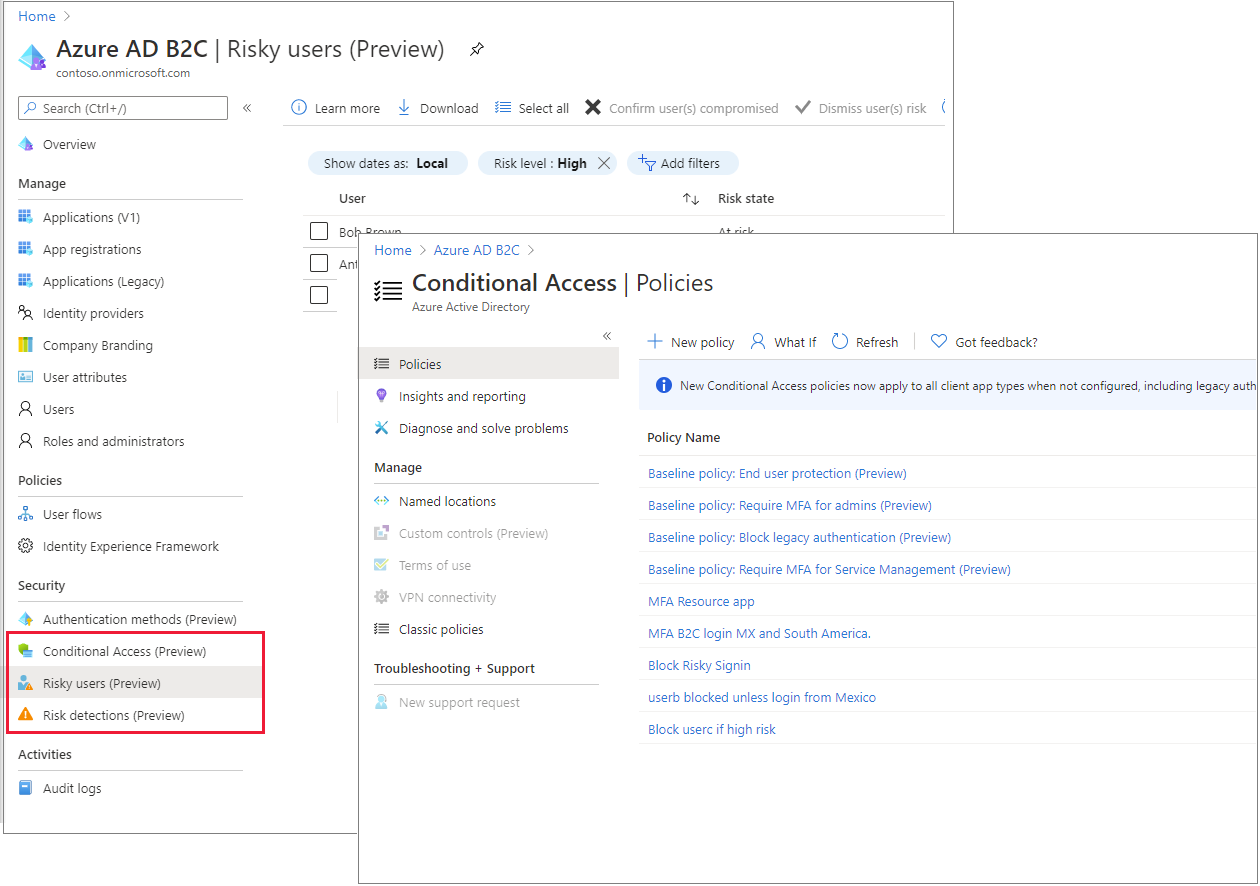 Home >
Azure AD B2C | Risky users (Preview)
contoso.onmicrosoft.com
Search (Ctrl+/)
«
Overview
Manage
Applications (V1)
App registrations
Applications (Legacy)
Identity providers
Company Branding
User attributes
Users
Roles and administrators
Policies
User flows
Identity Experience Framework
Security
Authentication methods (Preview)
Conditional Access (Preview)
Risky users (Preview)
Risk detections (Preview)
Activities
Audit logs
Learn more Download Select all Confirm user(s) compromised Dismiss user(s) risk
Show dates as: Local Risk level : High Add filters
User Risk state
Bob Brown At risk
Ant
Home > Azure AD B2C >
Conditional Access | Policies
Azure Active Directory
«
Policies
Insights and reporting
Diagnose and solve problems
Manage
Named locations
Custom controls (Preview)
Terms of use
VPN connectivity
Classic policies
Troubleshooting + Support
New support request
New policy What If Refresh Got feedback?
New Conditional Access policies now apply to all client app types when not configured, including legacy auth
Policy Name
Baseline policy: End user protection (Preview)
Baseline policy: Require MFA for admins (Preview)
Baseline policy: Block legacy authentication (Preview)
Baseline policy: Require MFA for Service Management (Preview)
MFA Resource app
MFA B2C login MX and South America.
Block Risky Signin
userb blocked unless login from Mexico
Block userc if high risk